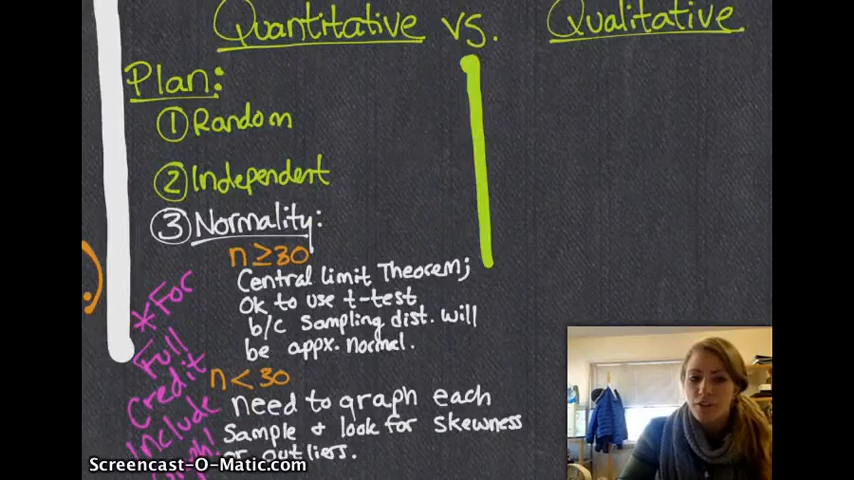 Quantitative vs. Qualitative
Plan:
① Random
② Independent
③ Normality:
n ≥ 30
Central limit Theorem;
Ok to use t-test
b/c Sampling dist. will
be appx. normal.
n < 30
need to graph each
Sample + look for skewness
or outliers.
*For
Full
Credit
Include
Screencast-O-Matic.com